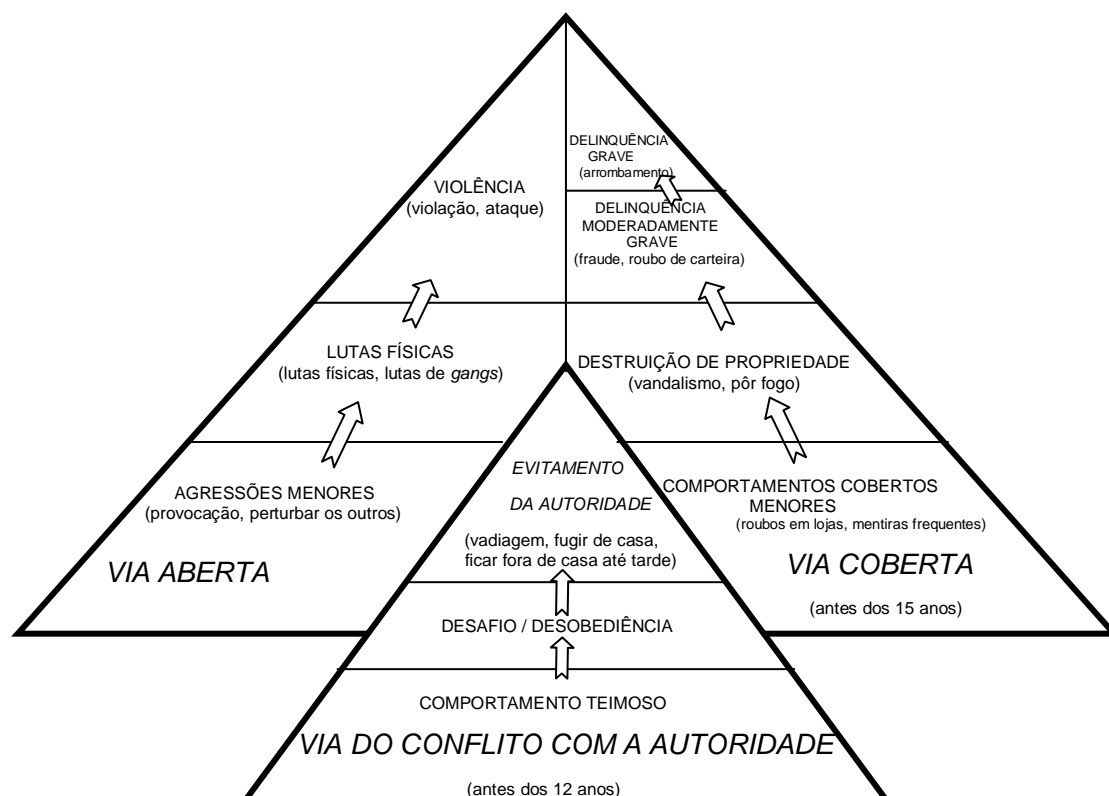 DELINQUÊNCIA
GRAVE
(arrombamento)
VIOLÊNCIA
(violação, ataque)
DELINQUÊNCIA
MODERADAMENTE
GRAVE
(fraude, roubo de carteira)
LUTAS FÍSICAS
(lutas físicas, lutas de gangs)
DESTRUIÇÃO DE PROPRIEDADE
(vandalismo, pôr fogo)
AGRESSÕES MENORES
(provocação, perturbar os outros)
VIA ABERTA
EVITAMENTO
DA AUTORIDADE
(vadiagem, fugir de casa,
ficar fora de casa até tarde)
COMPORTAMENTOS COBERTOS
MENORES
(roubos em lojas, mentiras frequentes)
VIA COBERTA
(antes dos 15 anos)
DESAFIO / DESOBEDIÊNCIA
COMPORTAMENTO TEIMOSO
VIA DO CONFLITO COM A AUTORIDADE
(antes dos 12 anos)